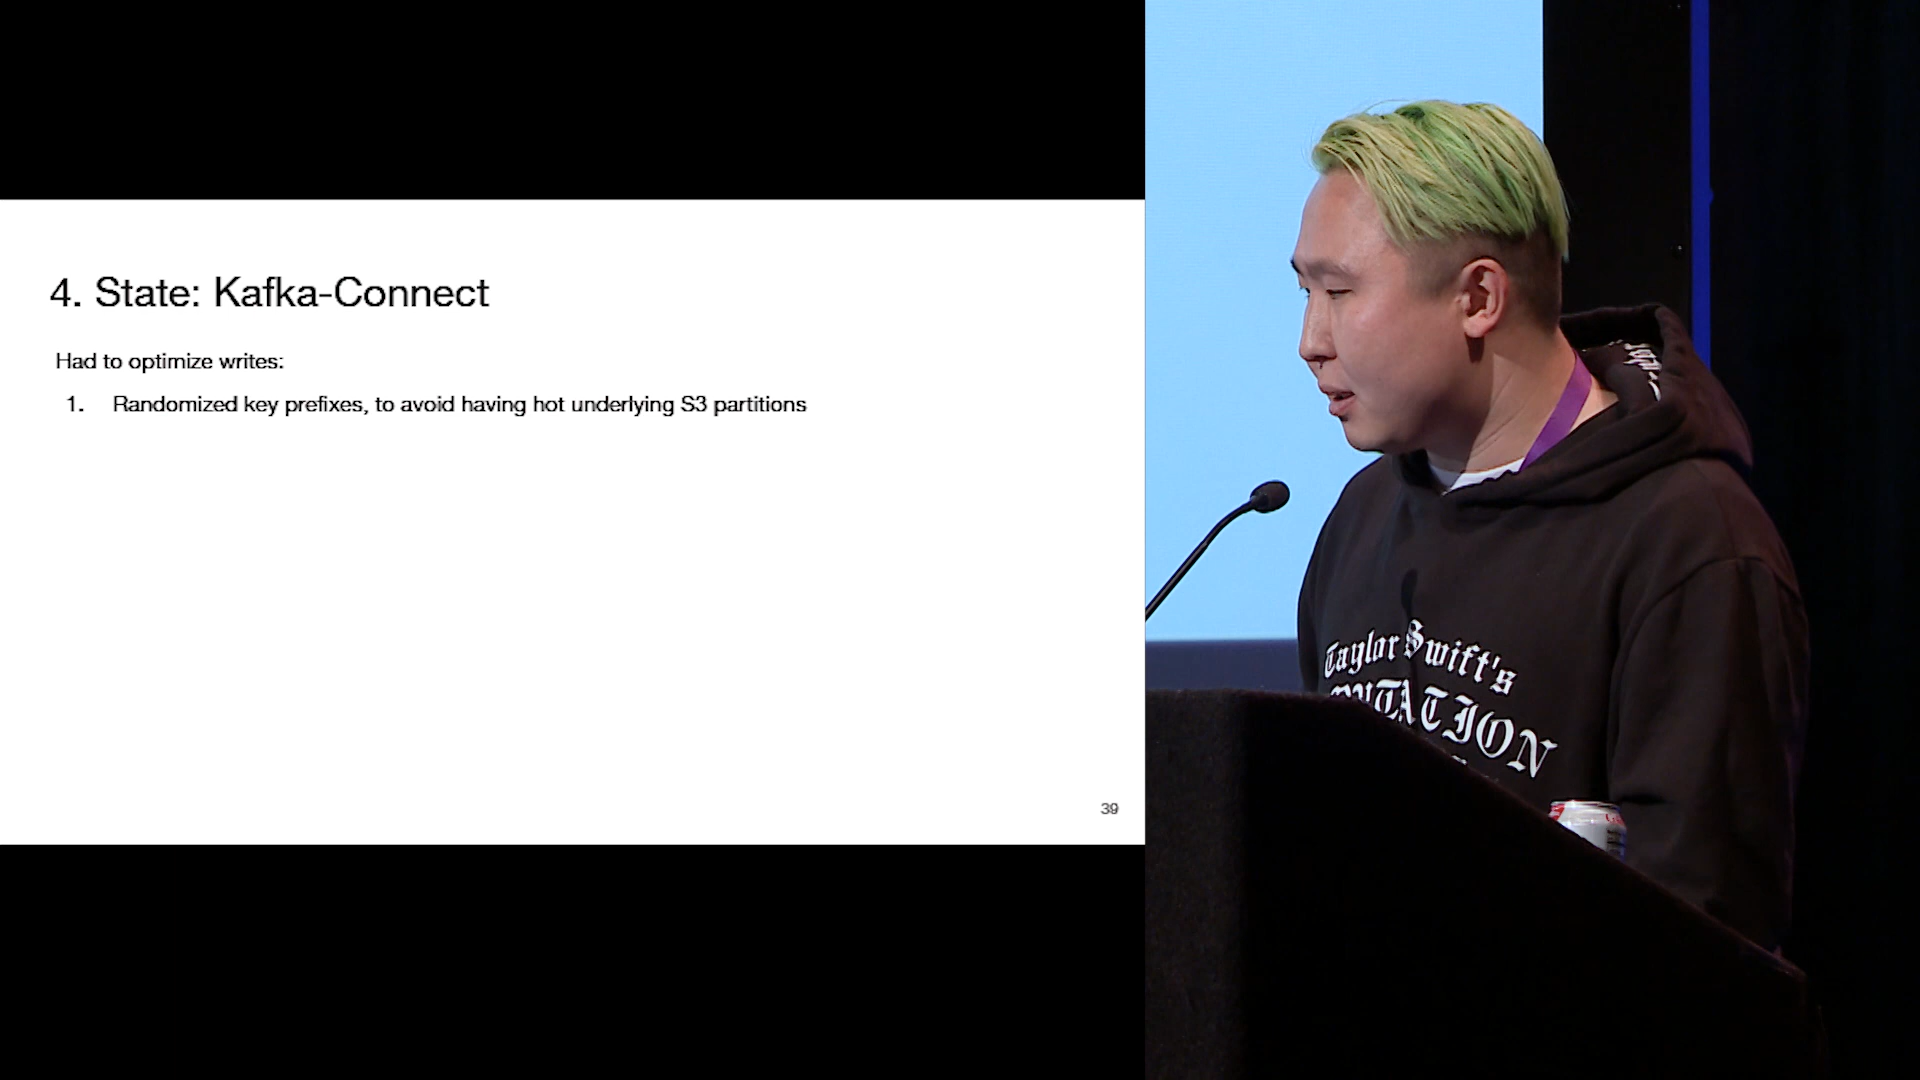 4. State: Kafka-Connect
Had to optimize writes:
1. Randomized key prefixes, to avoid having hot underlying S3 partitions
39
Taylor Swift's